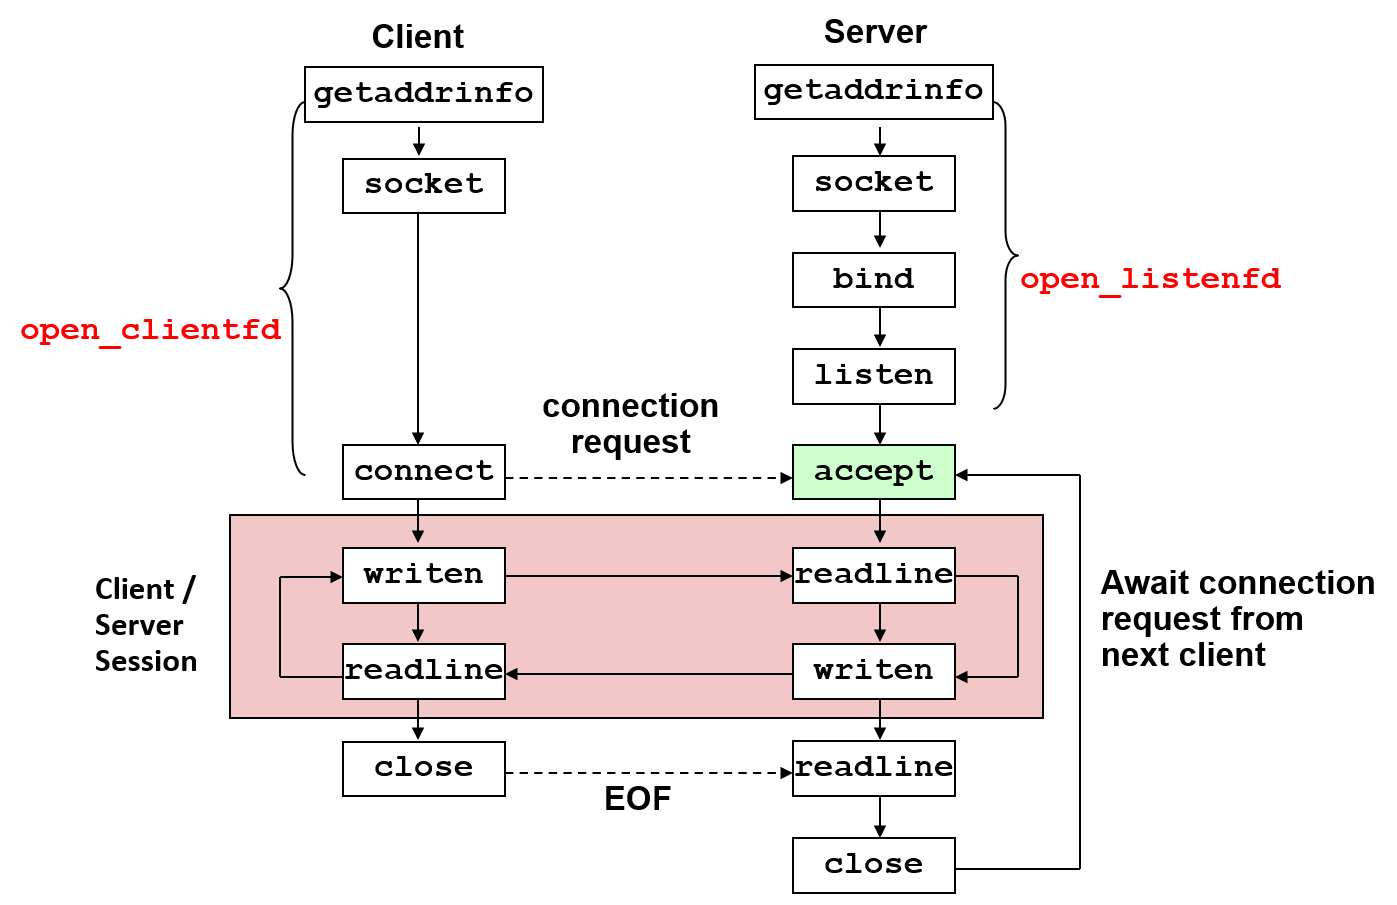 Client
Server
getaddrinfo
getaddrinfo
socket
socket
bind
open_listenfd
open_clientfd
listen
connection
request
connect
accept
Client /
Server
Session
writen
readline
Await connection
request from
next client
readline
writen
close
readline
EOF
close